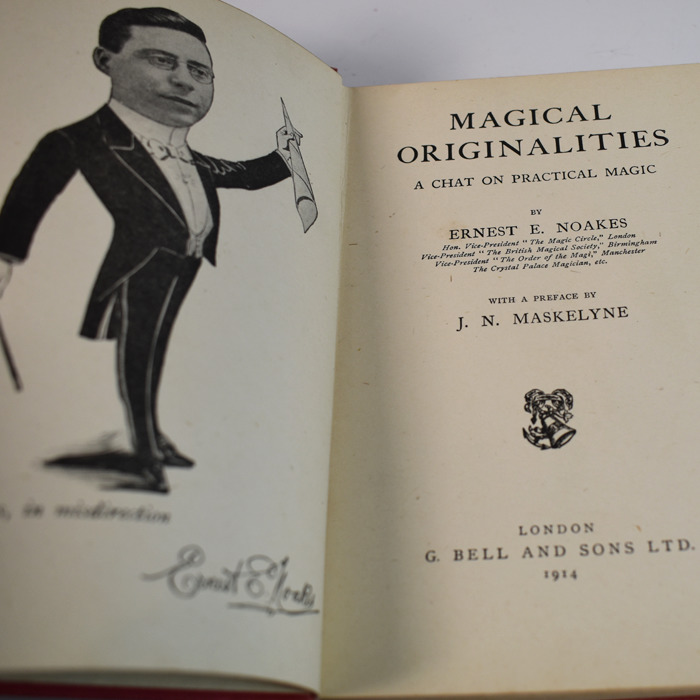 , in misdirection
Ernest E. Noakes
MAGICAL
ORIGINALITIES
A CHAT ON PRACTICAL MAGIC
BY
ERNEST E. NOAKES
Hon. Vice-President "The Magic Circle," London
Vice-President "The British Magical Society," Birmingham
Vice-President "The Order of the Magi," Manchester
The Crystal Palace Magician, etc.
WITH A PREFACE BY
J. N. MASKELYNE
LONDON
G. BELL AND SONS LTD.
1914